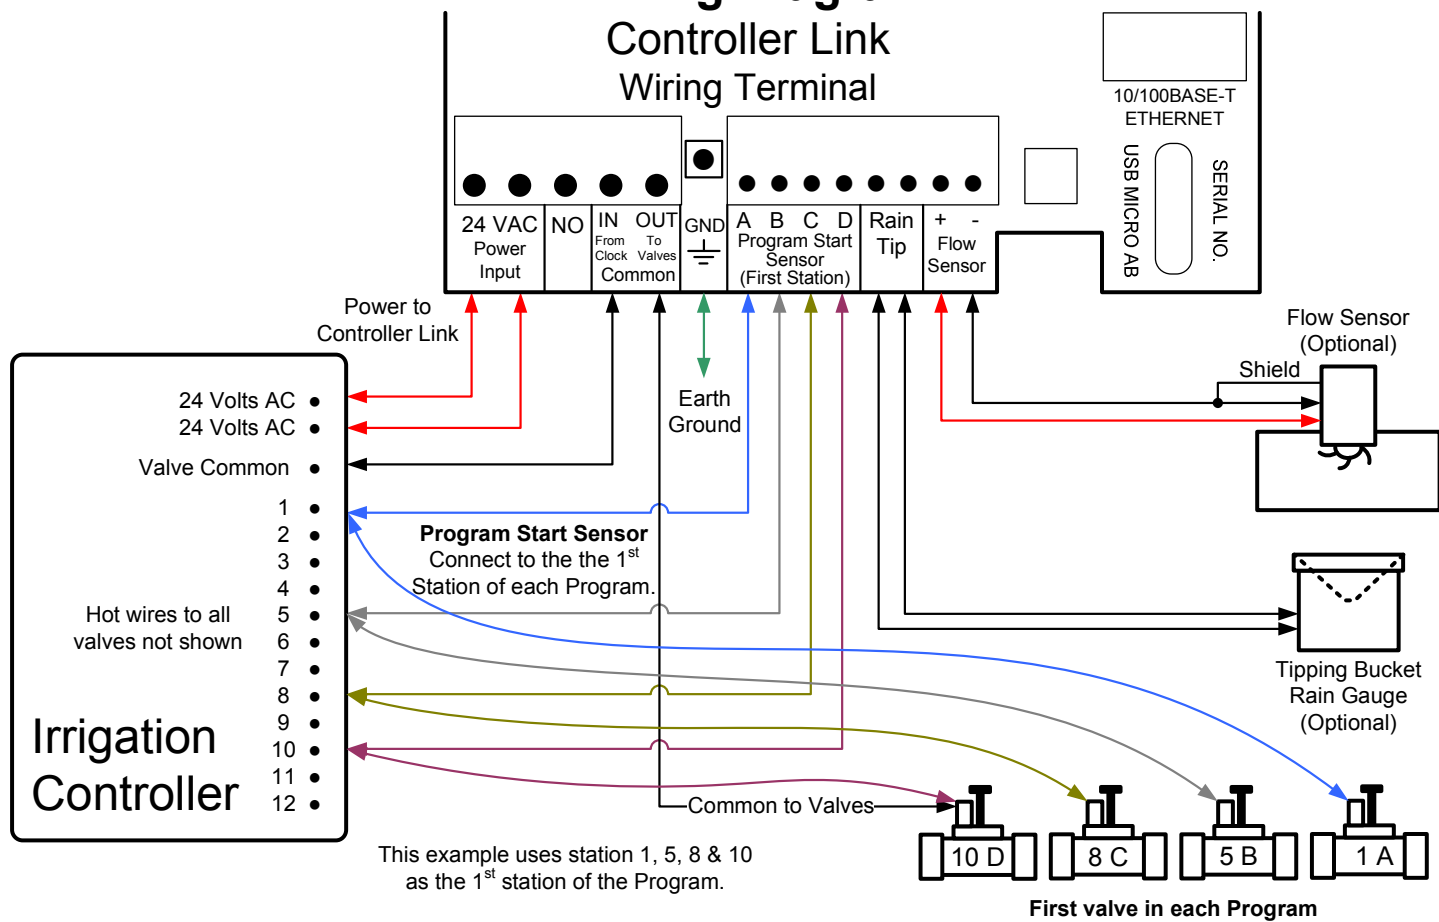 Controller Link
Wiring Terminal
10/100BASE-T
ETHERNET
USB MICRO AB
SERIAL NO.
24 VAC
Power
Input
NO
IN
OUT
From
Clock
To
Valves
Common
GND
A B C D
Program Start
Sensor
(First Station)
Rain
Tip
+ -
Flow
Sensor
Power to
Controller Link
Earth
Ground
Flow Sensor
(Optional)
Shield
24 Volts AC
24 Volts AC
Valve Common
1
2
3
4
5
6
7
8
9
10
11
12
Hot wires to all
valves not shown
Irrigation
Controller
Program Start Sensor
Connect to the the 1st
Station of each Program.
Tipping Bucket
Rain Gauge
(Optional)
Common to Valves
10 D
8 C
5 B
1 A
This example uses station 1, 5, 8 & 10
as the 1st station of the Program.
First valve in each Program